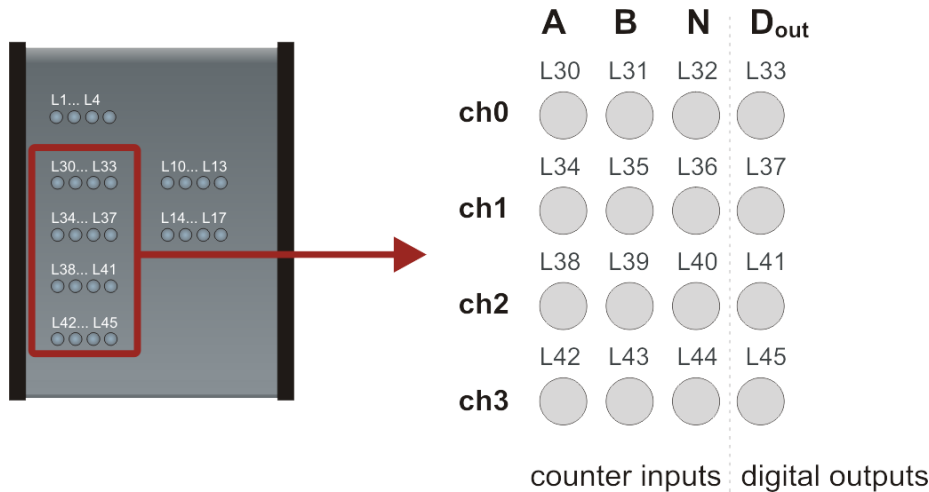 L1... L4
L30... L33 L10... L13
L34... L37 L14... L17
L38... L41
L42... L45
A B N Dout
L30 L31 L32 L33
ch0
L34 L35 L36 L37
ch1
L38 L39 L40 L41
ch2
L42 L43 L44 L45
ch3
counter inputs digital outputs